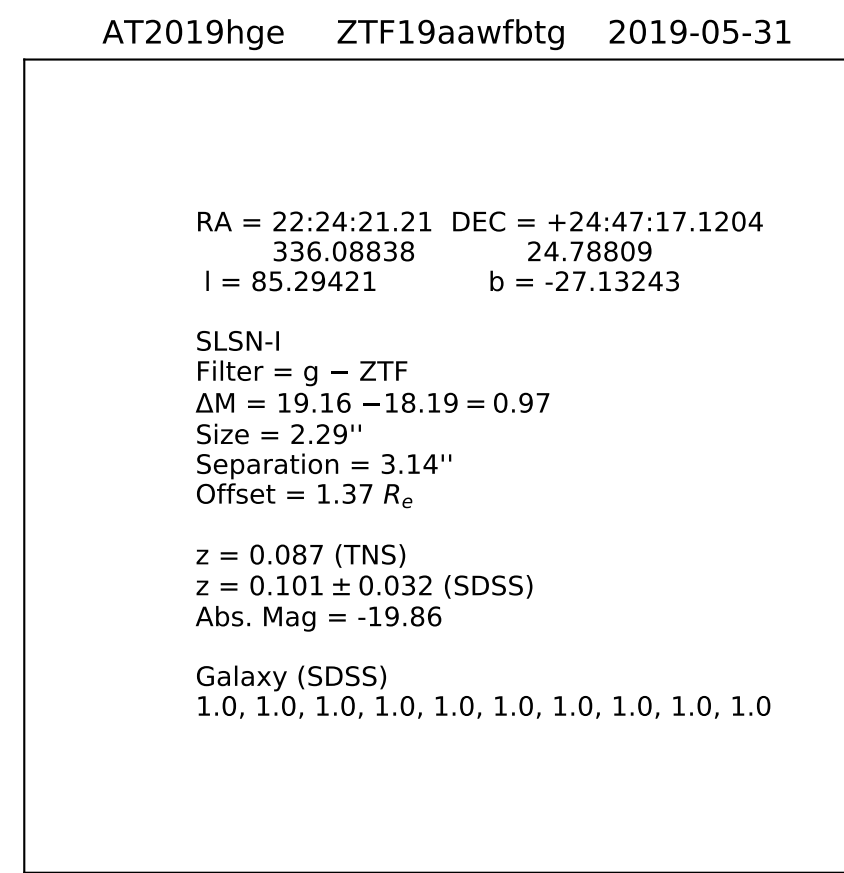 AT2019hge ZTF19aawfbtg 2019-05-31
RA = 22:24:21.21 DEC = +24:47:17.1204
336.08838 24.78809
l = 85.29421 b = -27.13243
SLSN-I
Filter = g − ZTF
ΔM = 19.16 −18.19 = 0.97
Size = 2.29''
Separation = 3.14''
Offset = 1.37 Rₑ
z = 0.087 (TNS)
z = 0.101 ± 0.032 (SDSS)
Abs. Mag = -19.86
Galaxy (SDSS)
1.0, 1.0, 1.0, 1.0, 1.0, 1.0, 1.0, 1.0, 1.0, 1.0